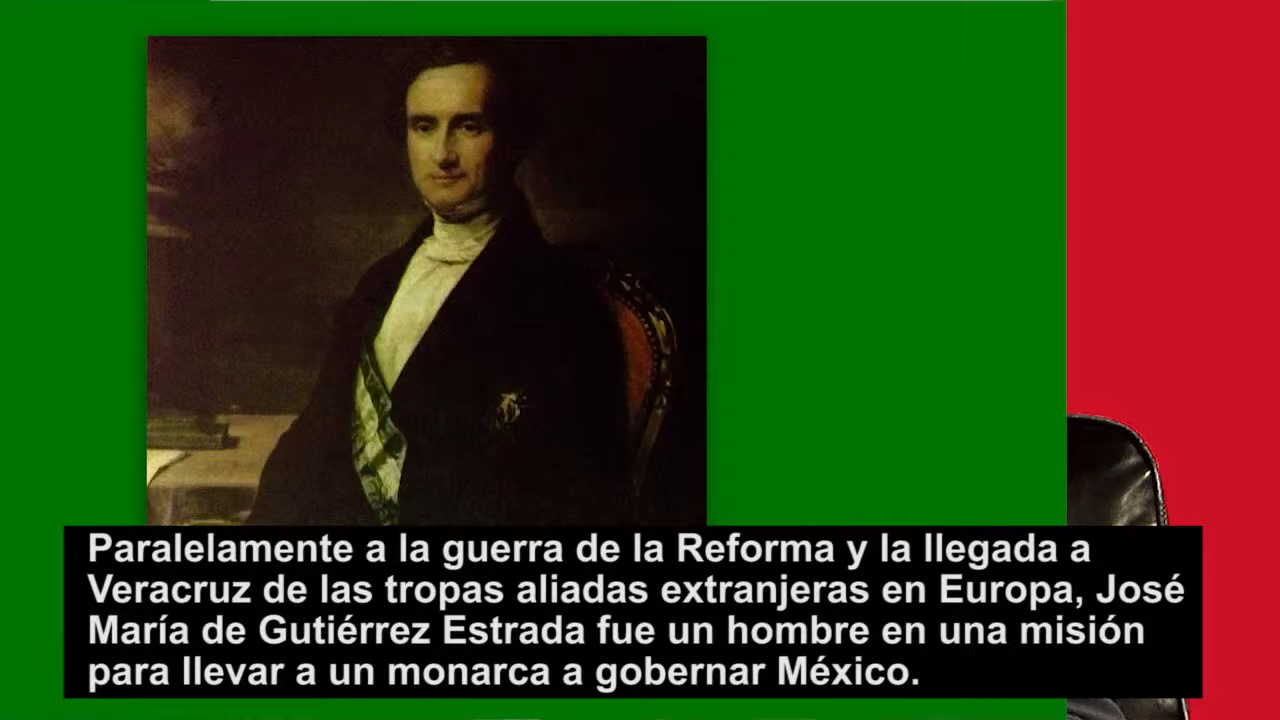 Paralelamente a la guerra de la Reforma y la llegada a
Veracruz de las tropas aliadas extranjeras en Europa, José
María de Gutiérrez Estrada fue un hombre en una misión
para llevar a un monarca a gobernar México.